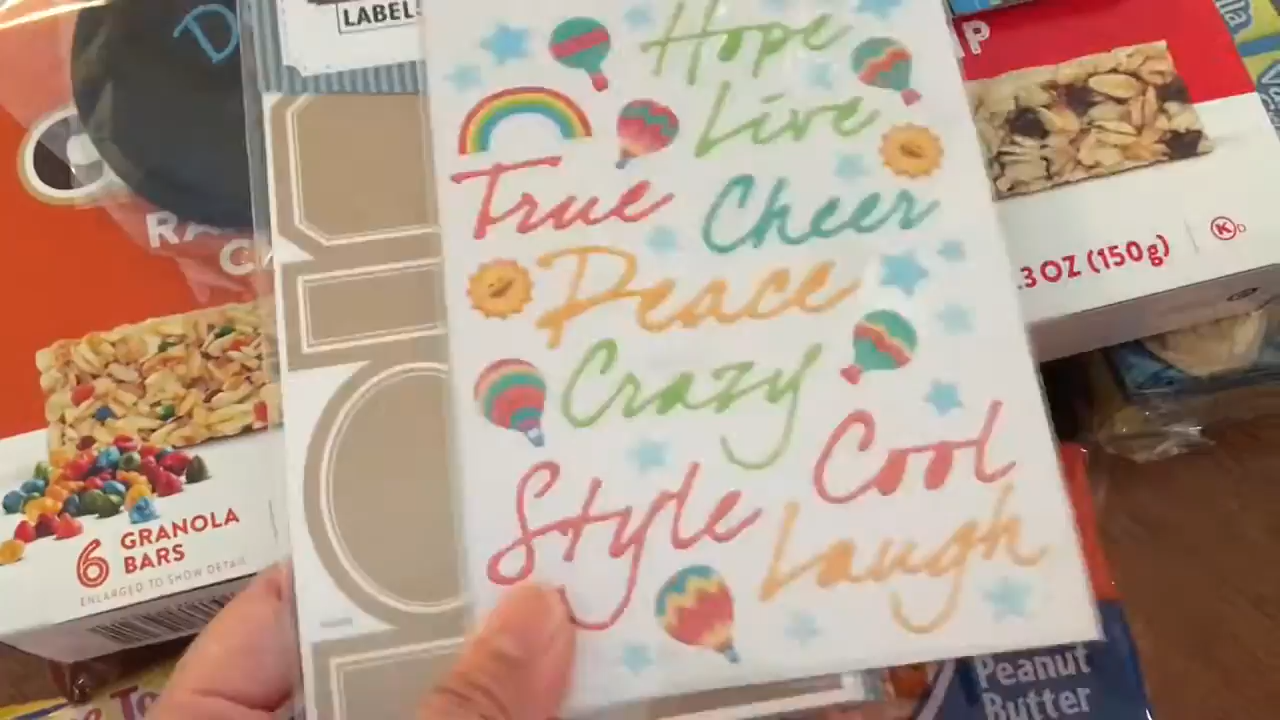 LABEL!
Hope
Live
True Cheer
Peace
Crazy
Style Cool
Laugh
6 GRANOLA
BARS
ENLARGED TO SHOW DETAIL
.3 OZ (150g)
Peanut
Butter